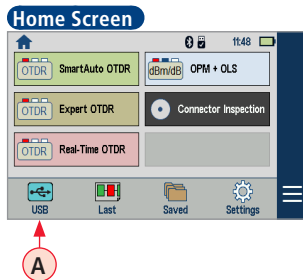 Home Screen
11:48
OTDR SmartAuto OTDR
dBm/dB OPM + OLS
OTDR Expert OTDR
Connector Inspection
OTDR Real-Time OTDR
USB Last Saved Settings
A